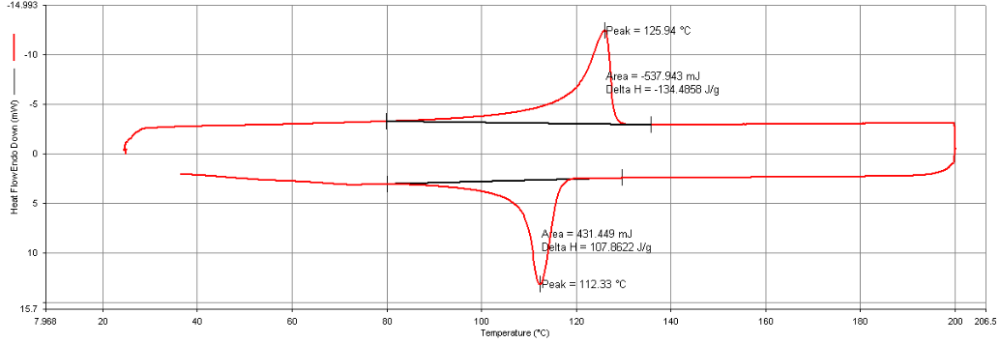 -14.993
-10
-5
0
5
10
15.7
Heat Flow Endo Down (mW)
Peak = 125.94 °C
Area = -537.943 mJ
Delta H = -134.4858 J/g
Area = 431.449 mJ
Delta H = 107.8622 J/g
Peak = 112.33 °C
7.968 20 40 60 80 100 120 140 160 180 200 206.5
Temperature (°C)